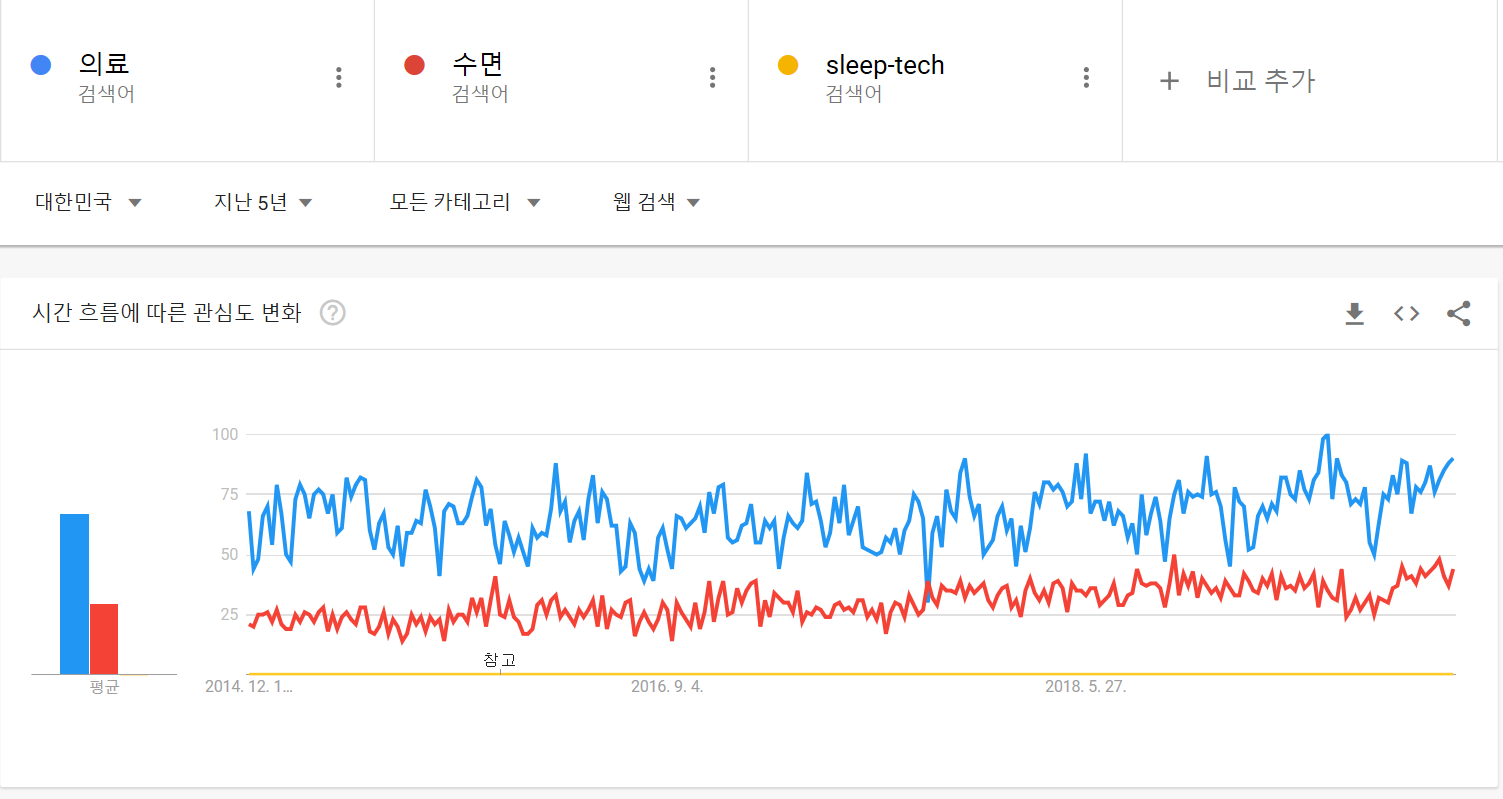 의료
검색어
수면
검색어
sleep-tech
검색어
+ 비교 추가
대한민국
지난 5년
모든 카테고리
웹 검색
시간 흐름에 따른 관심도 변화 ?
100
75
50
25
참고
평균
2014. 12. 1…
2016. 9. 4.
2018. 5. 27.